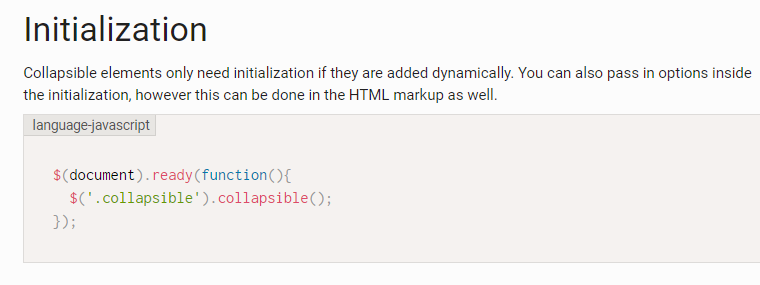 Initialization
Collapsible elements only need initialization if they are added dynamically. You can also pass in options inside
the initialization, however this can be done in the HTML markup as well.
language-javascript
$(document).ready(function(){
  $('.collapsible').collapsible();
});